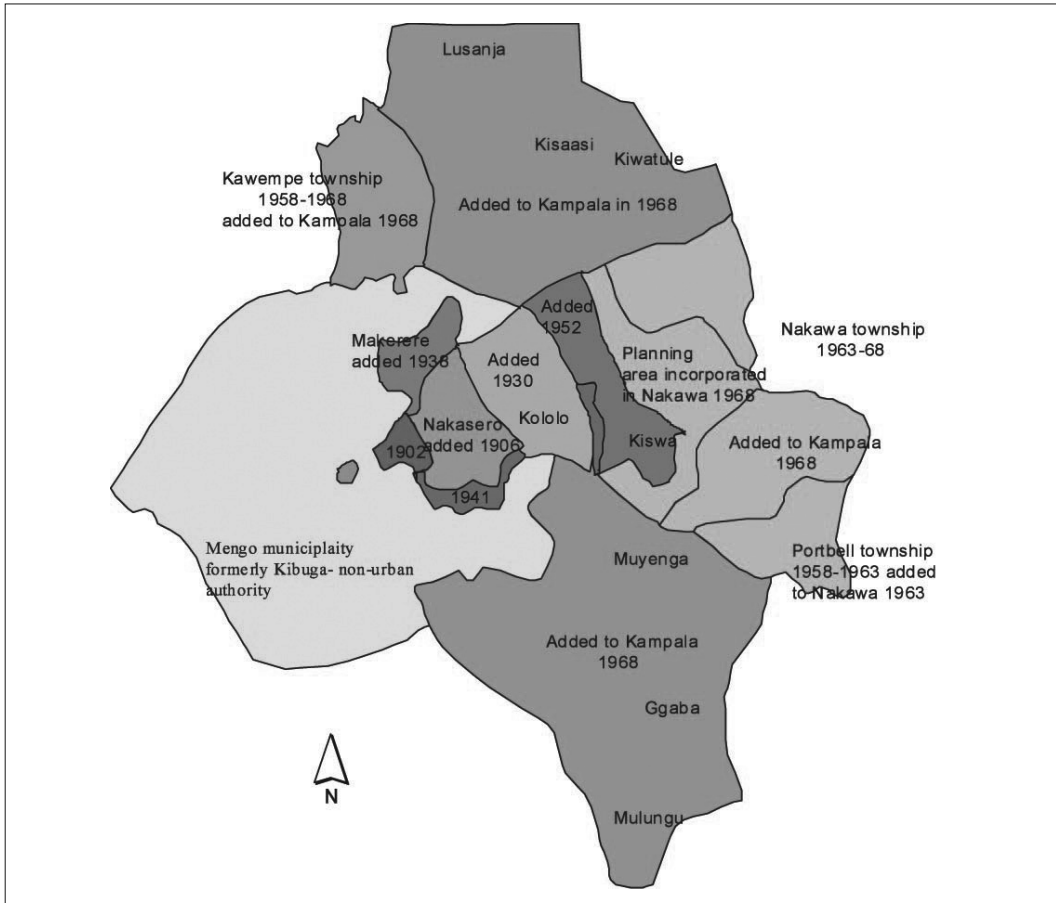 Lusanja
Kisaasi
Kiwatule
Kawempe township
1958-1968
added to Kampala 1968
Added to Kampala in 1968
Added
1952
Nakawa township
1963-68
Makerere
added 1938
Added
1930
Planning
area incorporated
in Nakawa 1968
Kololo
Nakasero
added 1906
1902
Kiswa
Added to Kampala
1968
1941
Mengo municiplaity
formerly Kibuga- non-urban
authority
Muyenga
Portbell township
1958-1963 added
to Nakawa 1963
Added to Kampala
1968
Ggaba
N
Mulungu